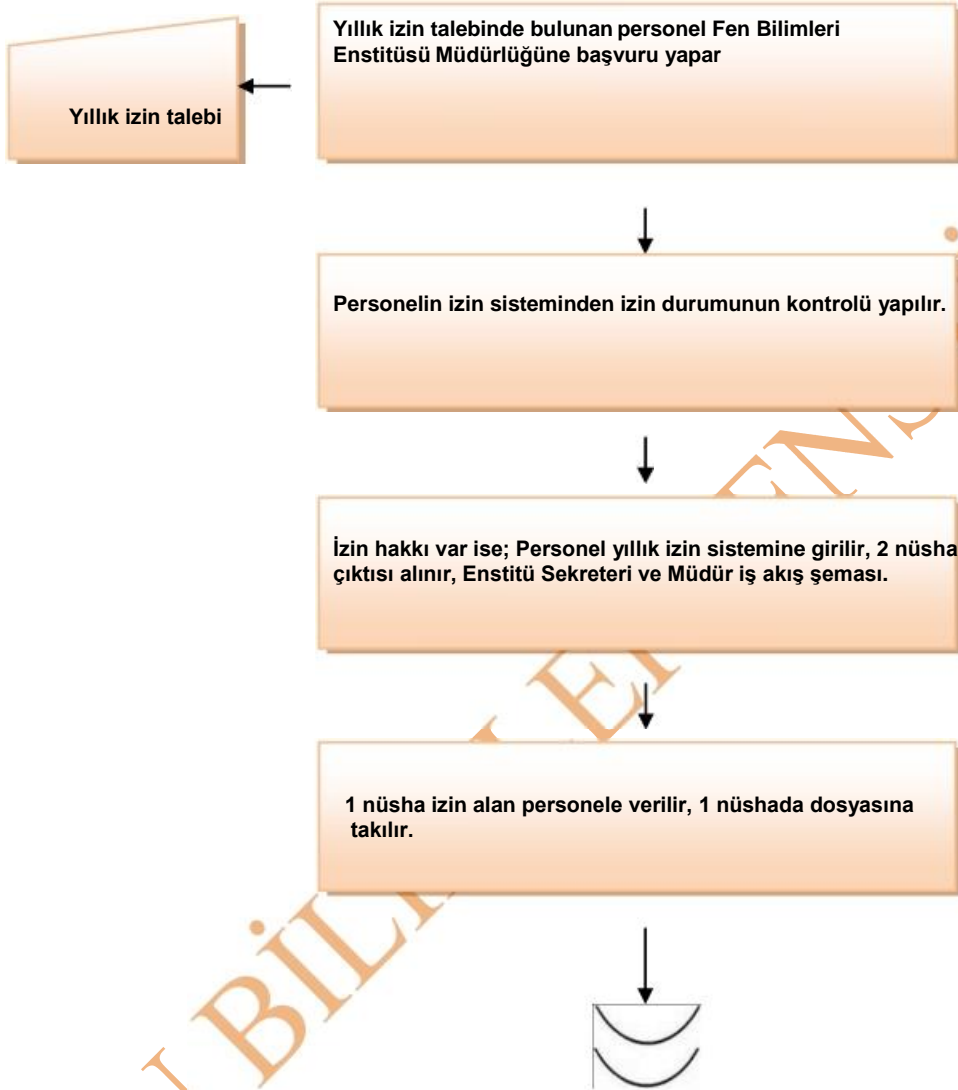 Yıllık izin talebinde bulunan personel Fen Bilimleri
Enstitüsü Müdürlüğüne başvuru yapar
Yıllık izin talebi
Personelin izin sisteminden izin durumunun kontrolü yapılır.
İzin hakkı var ise; Personel yıllık izin sistemine girilir, 2 nüsha
çıktısı alınır, Enstitü Sekreteri ve Müdür iş akış şeması.
1 nüsha izin alan personele verilir, 1 nüshada dosyasına
takılır.